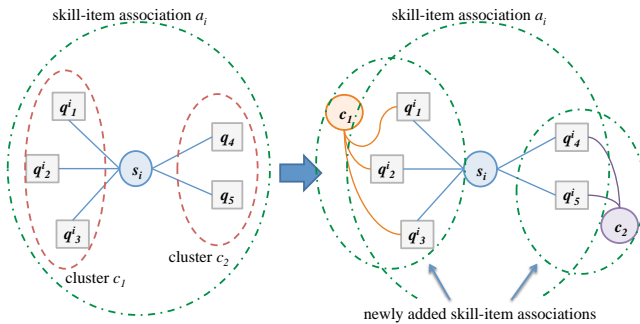 skill-item association a_i
skill-item association a_i
q^i_1
q^i_2
q^i_3
s_i
q_4
q_5
cluster c_2
cluster c_1
c_1
q^i_1
q^i_2
q^i_3
s_i
q^i_4
q^i_5
c_2
newly added skill-item associations